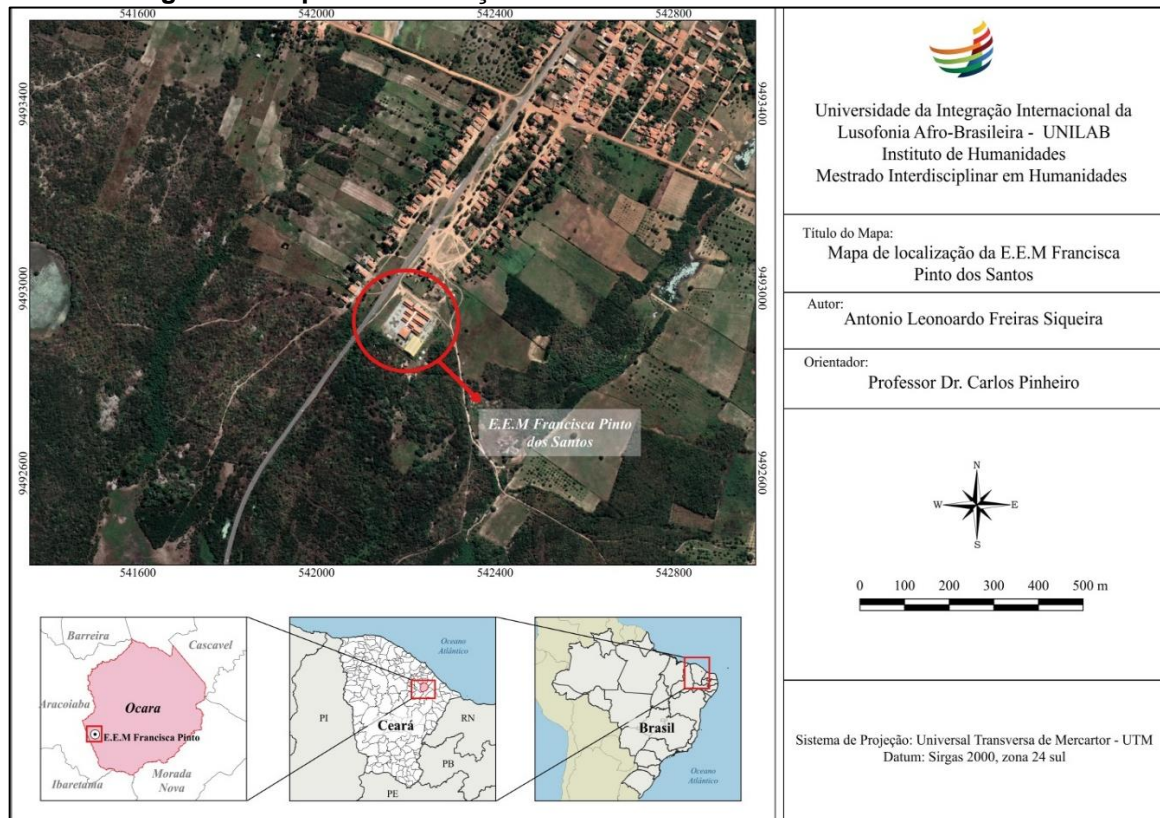 541600
542000
542400
542800
9493400
9493000
9492600
9493400
9493000
9492600
E.E.M Francisca Pinto
dos Santos
541600
542000
542400
542800
Universidade da Integração Internacional da
Lusofonia Afro-Brasileira - UNILAB
Instituto de Humanidades
Mestrado Interdisciplinar em Humanidades
Título do Mapa:
Mapa de localização da E.E.M Francisca
Pinto dos Santos
Autor:
Antonio Leonoardo Freiras Siqueira
Orientador:
Professor Dr. Carlos Pinheiro
N
W
E
S
0 100 200 300 400 500 m
Sistema de Projeção: Universal Transversa de Mercartor - UTM
Datum: Sirgas 2000, zona 24 sul
Barreira
Cascavel
Aracoiaba
Ocara
E.E.M Francisca Pinto
Ibaretama
Morada
Nova
Oceano
Atlântico
PI
Ceará
RN
PB
PE
Brasil
Oceano
Atlântico